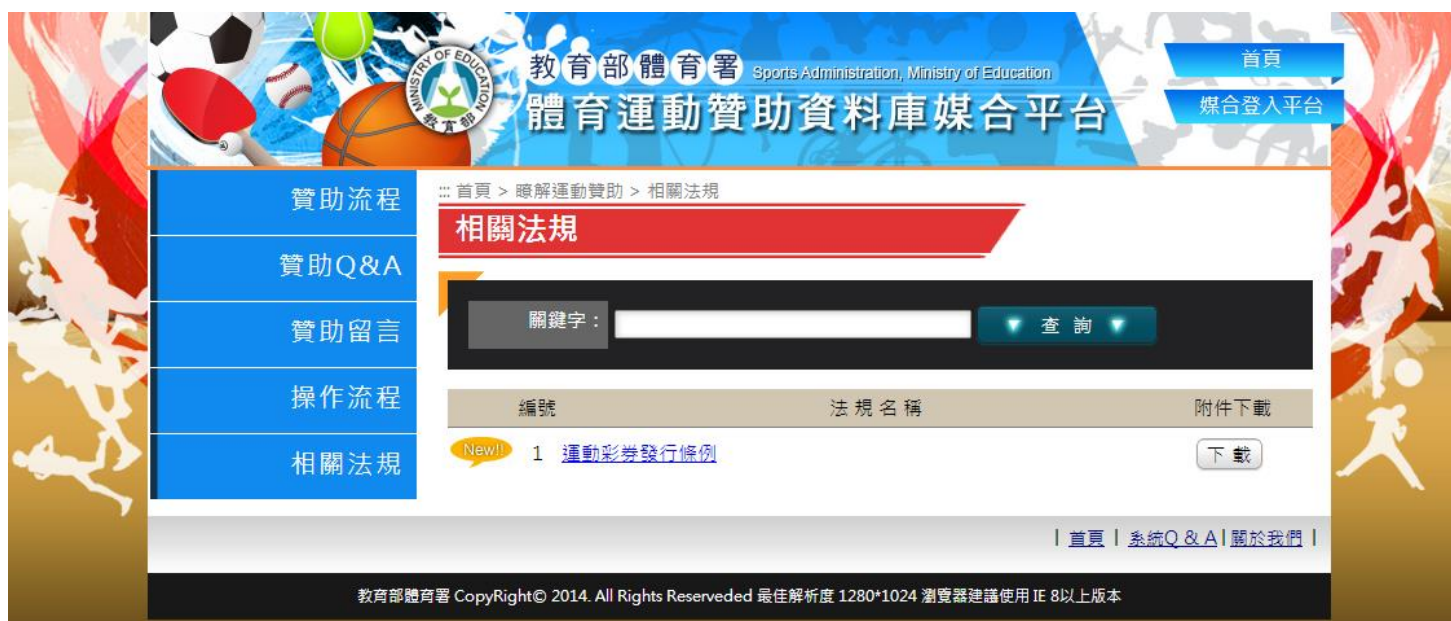 MINISTRY OF EDUCATION
教育部
教育部體育署 Sports Administration, Ministry of Education
體育運動贊助資料庫媒合平台
首頁
媒合登入平台
贊助流程
贊助Q&A
贊助留言
操作流程
相關法規
::: 首頁 > 瞭解運動贊助 > 相關法規
相關法規
關鍵字：
▼ 查 詢 ▼
編號 法 規 名 稱 附件下載
New!! 1 運動彩券發行條例 下 載
| 首頁 | 系統Q & A | 關於我們 |
教育部體育署 CopyRight© 2014. All Rights Reserveded 最佳解析度 1280*1024 瀏覽器建議使用 IE 8以上版本